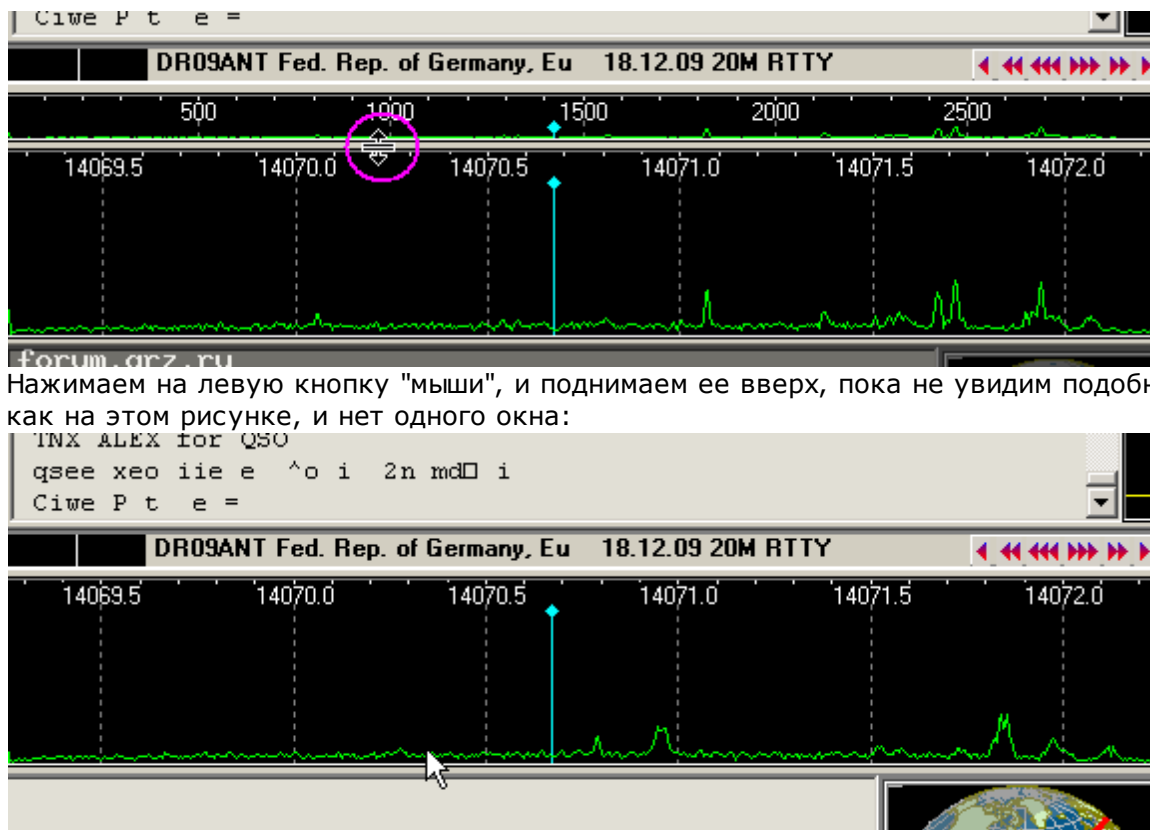 Ciwe P t e =
DR09ANT Fed. Rep. of Germany, Eu 18.12.09 20M RTTY
500 1000 1500 2000 2500
14069.5 14070.0 14070.5 14071.0 14071.5 14072.0
forum.qrz.ru
Нажимаем на левую кнопку "мыши", и поднимаем ее вверх, пока не увидим подобн
как на этом рисунке, и нет одного окна:
TNX ALEX for QSO
qsee xeo iie e ^o i 2n md□ i
Ciwe P t e =
DR09ANT Fed. Rep. of Germany, Eu 18.12.09 20M RTTY
14069.5 14070.0 14070.5 14071.0 14071.5 14072.0